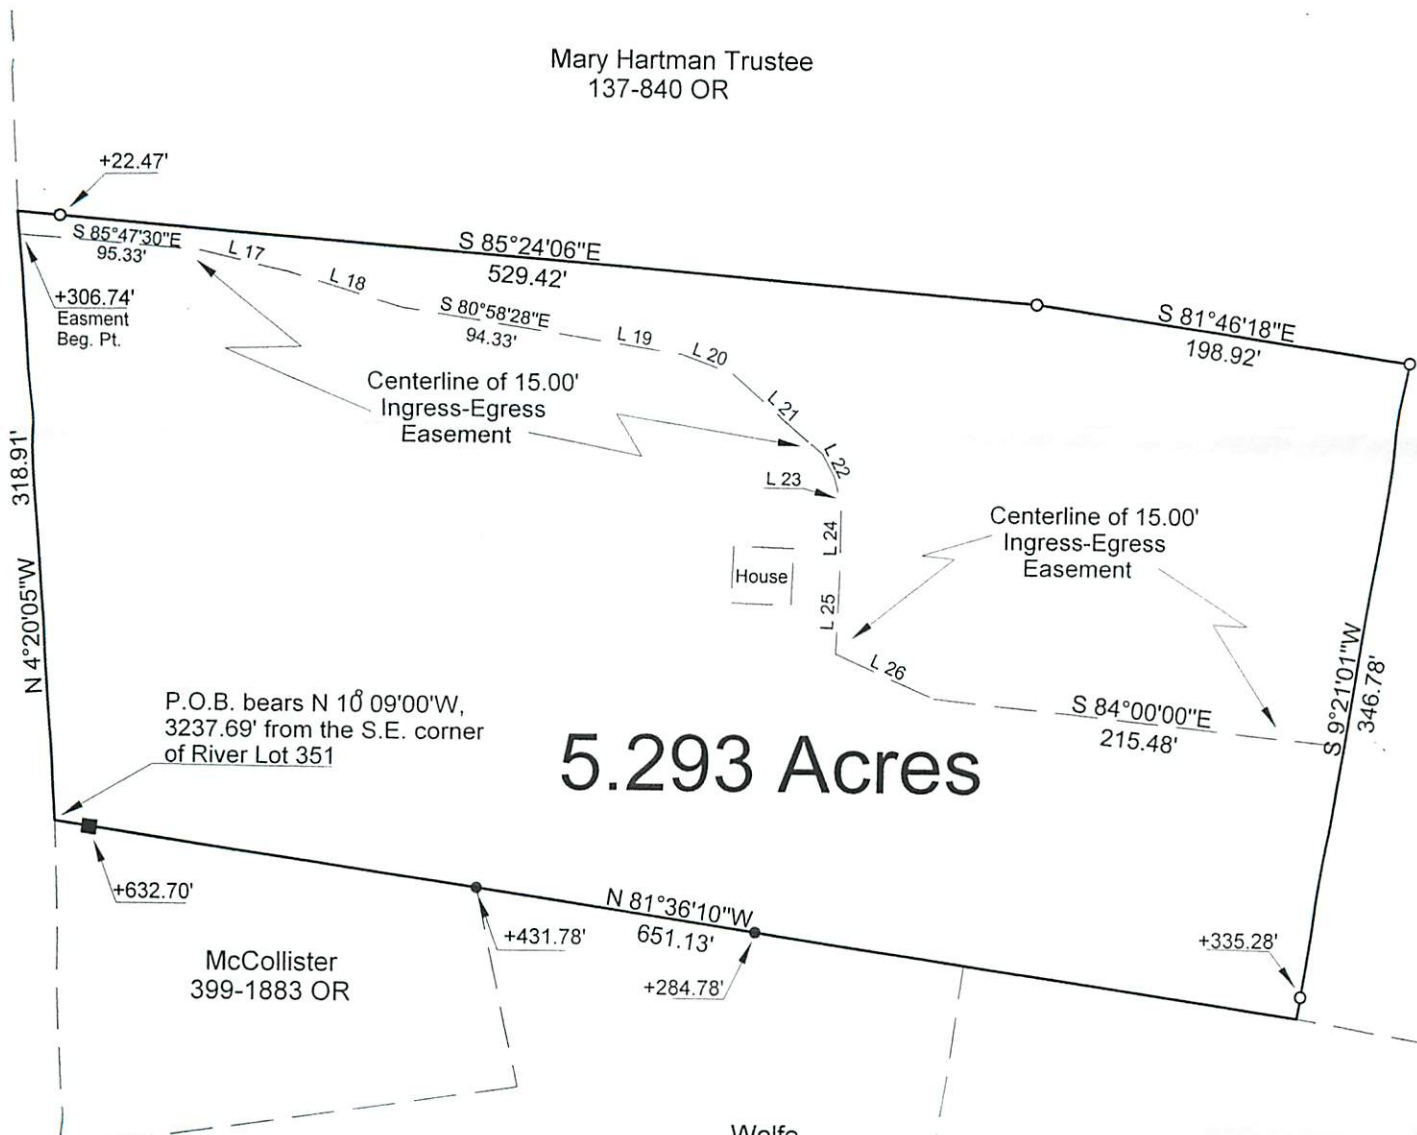 Mary Hartman Trustee
137-840 OR
+22.47'
S 85°47'30"E
95.33'
L 17
L 18
S 85°24'06"E
529.42'
+306.74'
Easment
Beg. Pt.
S 80°58'28"E
94.33'
L 19
L 20
S 81°46'18"E
198.92'
Centerline of 15.00'
Ingress-Egress
Easement
L 21
L 22
L 23
L 24
House
L 25
L 26
Centerline of 15.00'
Ingress-Egress
Easement
N 4°20'05"W 318.91'
S 9°21'01"W
346.78'
S 84°00'00"E
215.48'
P.O.B. bears N 10° 09'00'W,
3237.69' from the S.E. corner
of River Lot 351
5.293 Acres
+632.70'
N 81°36'10"W
651.13'
+431.78'
+284.78'
+335.28'
McCollister
399-1883 OR